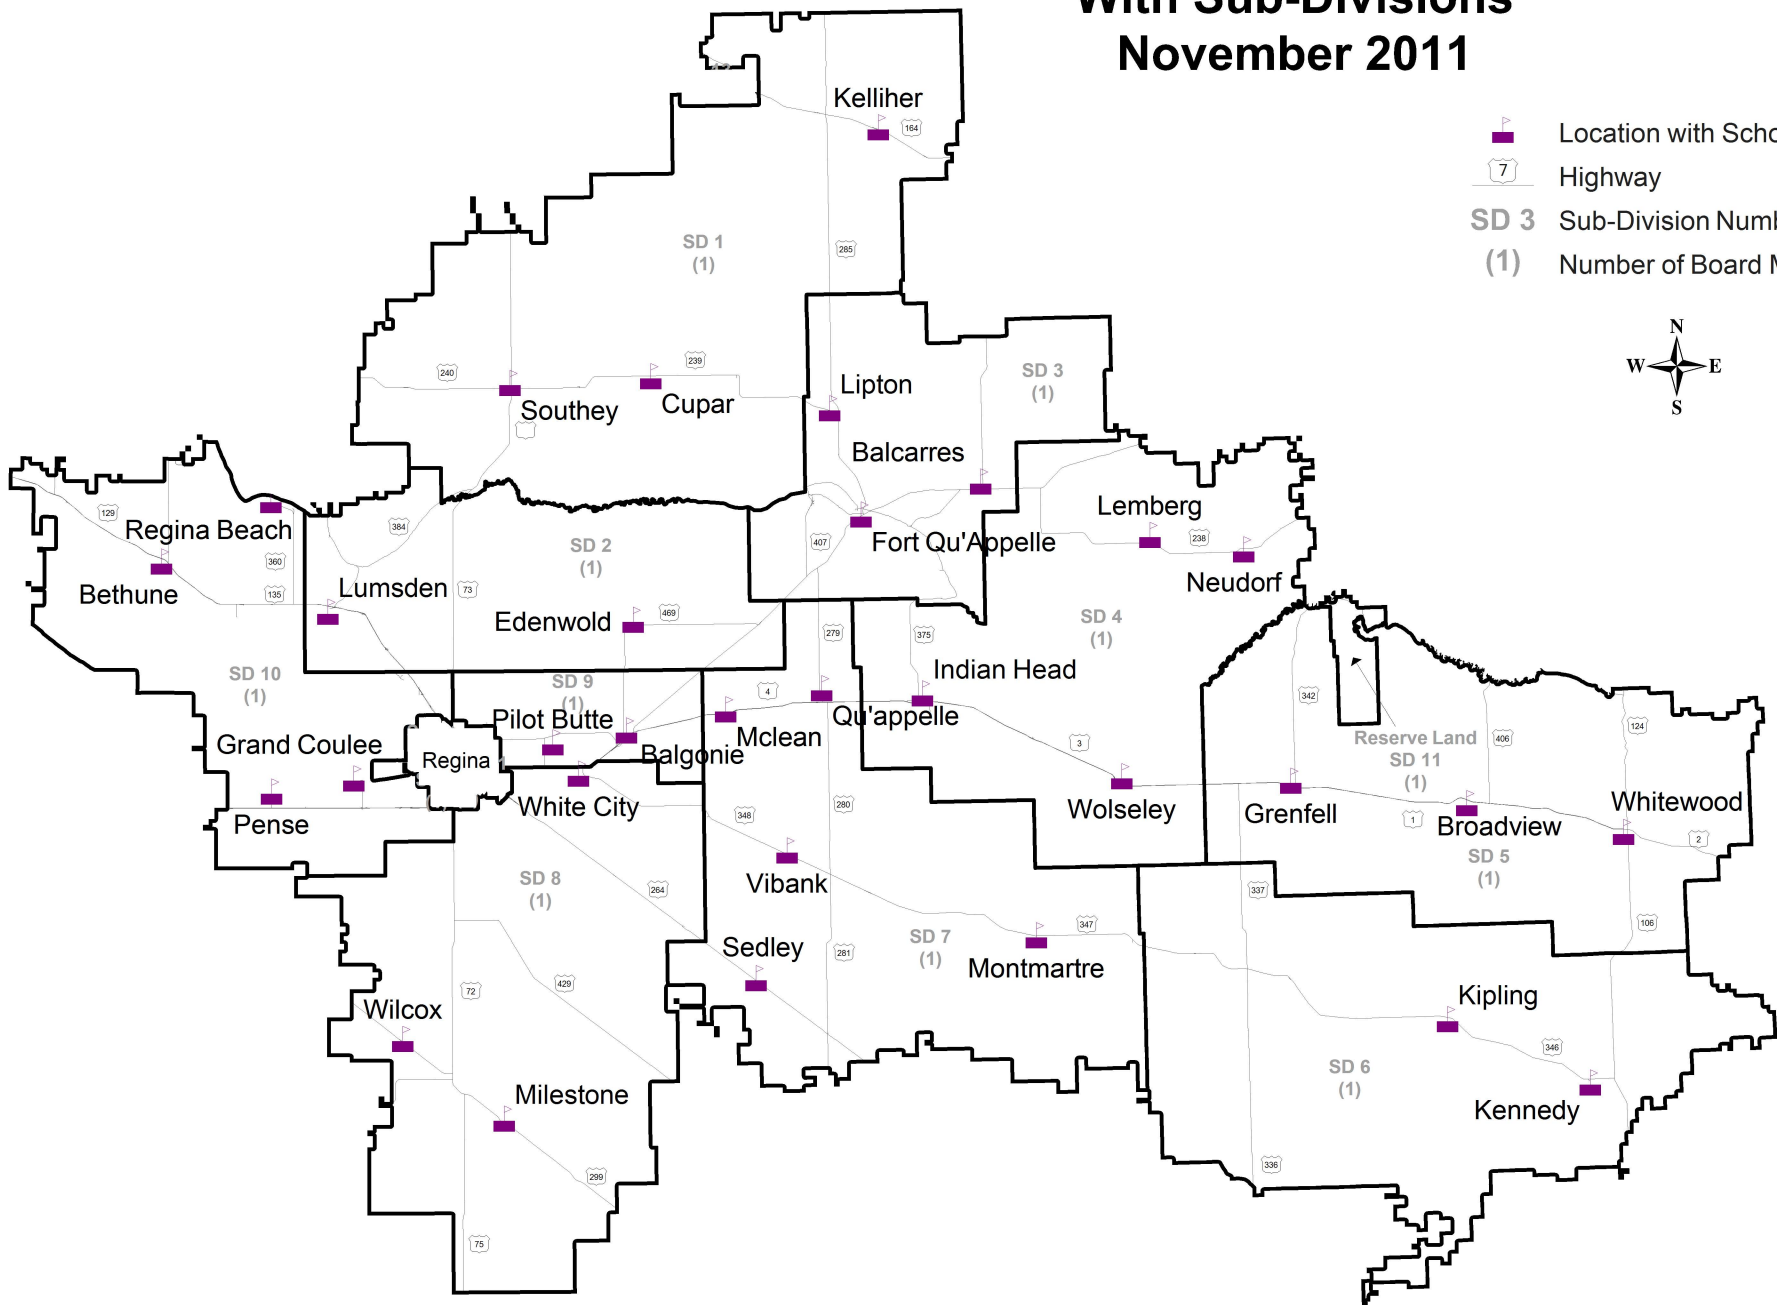 With Sub-Divisions
November 2011
Kelliher
164
Location with Scho
7
Highway
SD 3
Sub-Division Numb
(1)
Number of Board M
SD 1
(1)
285
N
W
E
S
240
239
SD 3
(1)
Lipton
Southey
Cupar
Balcarres
129
Regina Beach
384
SD 2
(1)
407
Fort Qu'Appelle
Lemberg
238
360
Bethune
135
Lumsden
73
Neudorf
Edenwold
469
279
375
SD 4
(1)
SD 10
(1)
SD 9
(1)
4
Indian Head
342
Pilot Butte
Qu'appelle
124
Grand Coulee
Regina
Balgonie
Mclean
3
Reserve Land
SD 11
(1)
406
White City
280
Wolseley
Grenfell
Whitewood
Pense
348
1
Broadview
2
SD 5
(1)
Vibank
SD 8
(1)
264
337
347
106
Sedley
281
SD 7
(1)
Montmartre
72
429
Kipling
Wilcox
346
SD 6
(1)
Milestone
Kennedy
299
336
75